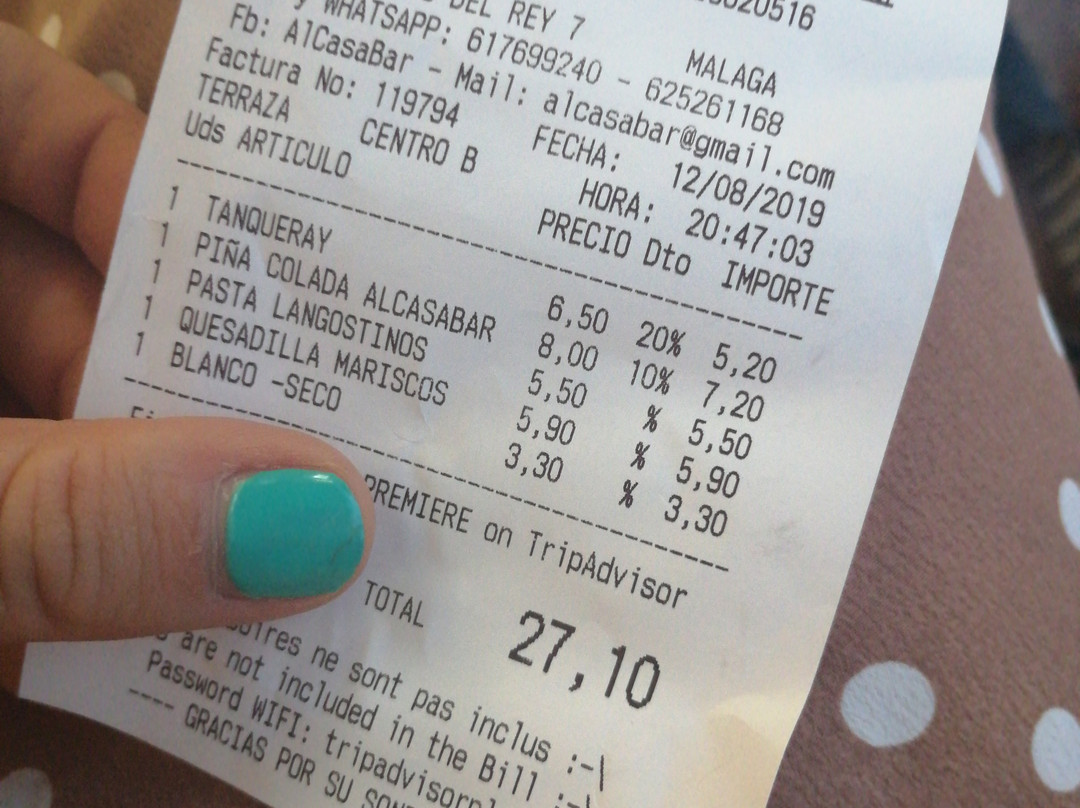 DEL REY 7 MALAGA
WHATSAPP: 617699240 - 625261168
Fb: AlCasaBar - Mail: alcasabar@gmail.com
Factura No: 119794 FECHA: 12/08/2019
TERRAZA CENTRO B HORA: 20:47:03
Uds ARTICULO PRECIO Dto IMPORTE
1 TANQUERAY 6,50 20% 5,20
1 PIÑA COLADA ALCASABAR 8,00 10% 7,20
1 PASTA LANGOSTINOS 5,50 % 5,50
1 QUESADILLA MARISCOS 5,90 % 5,90
1 BLANCO -SECO 3,30 % 3,30
PREMIERE on TripAdvisor
TOTAL 27,10
ne sont pas inclus :-\
are not included in the Bill :-\
Password WIFI:
---- GRACIAS POR SU